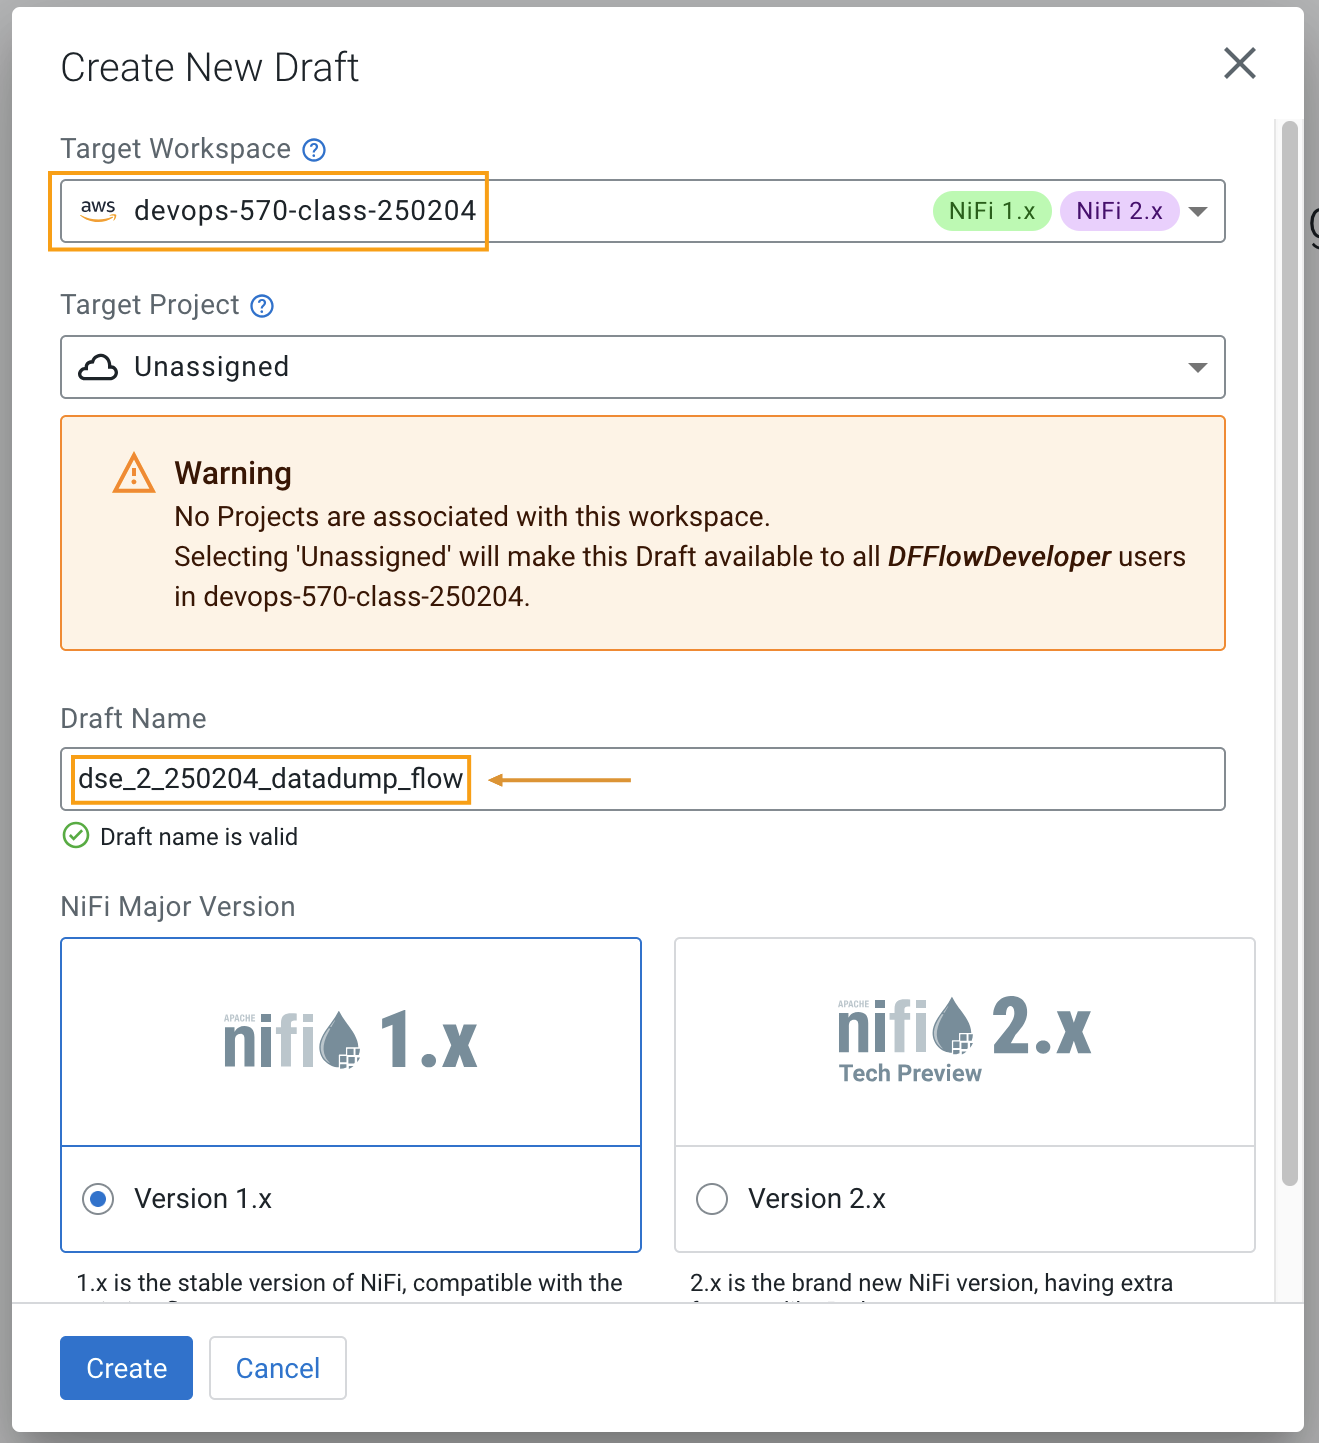 Create New Draft
Target Workspace
aws devops-570-class-250204 NiFi 1.x NiFi 2.x
Target Project
Unassigned
Warning
No Projects are associated with this workspace.
Selecting 'Unassigned' will make this Draft available to all DFFlowDeveloper users
in devops-570-class-250204.
Draft Name
dse_2_250204_datadump_flow
Draft name is valid
NiFi Major Version
APACHE
nifi 1.x
APACHE
nifi 2.x
Tech Preview
Version 1.x
Version 2.x
1.x is the stable version of NiFi, compatible with the
2.x is the brand new NiFi version, having extra
Create Cancel